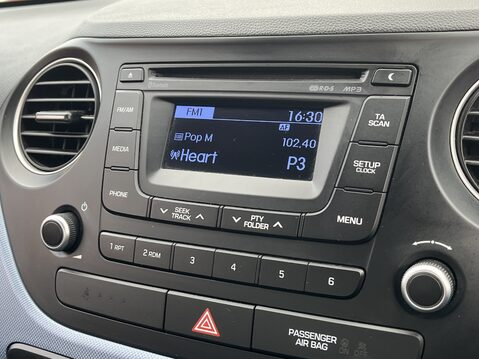 R·D·S MP3
FM/AM
MEDIA
PHONE
FM1 16:30
AF
Pop M 102.40
Heart P3
TA
SCAN
SETUP
CLOCK
SEEK
TRACK
PTY
FOLDER
MENU
1 RPT 2 RDM 3 4 5 6
PASSENGER
AIR BAG